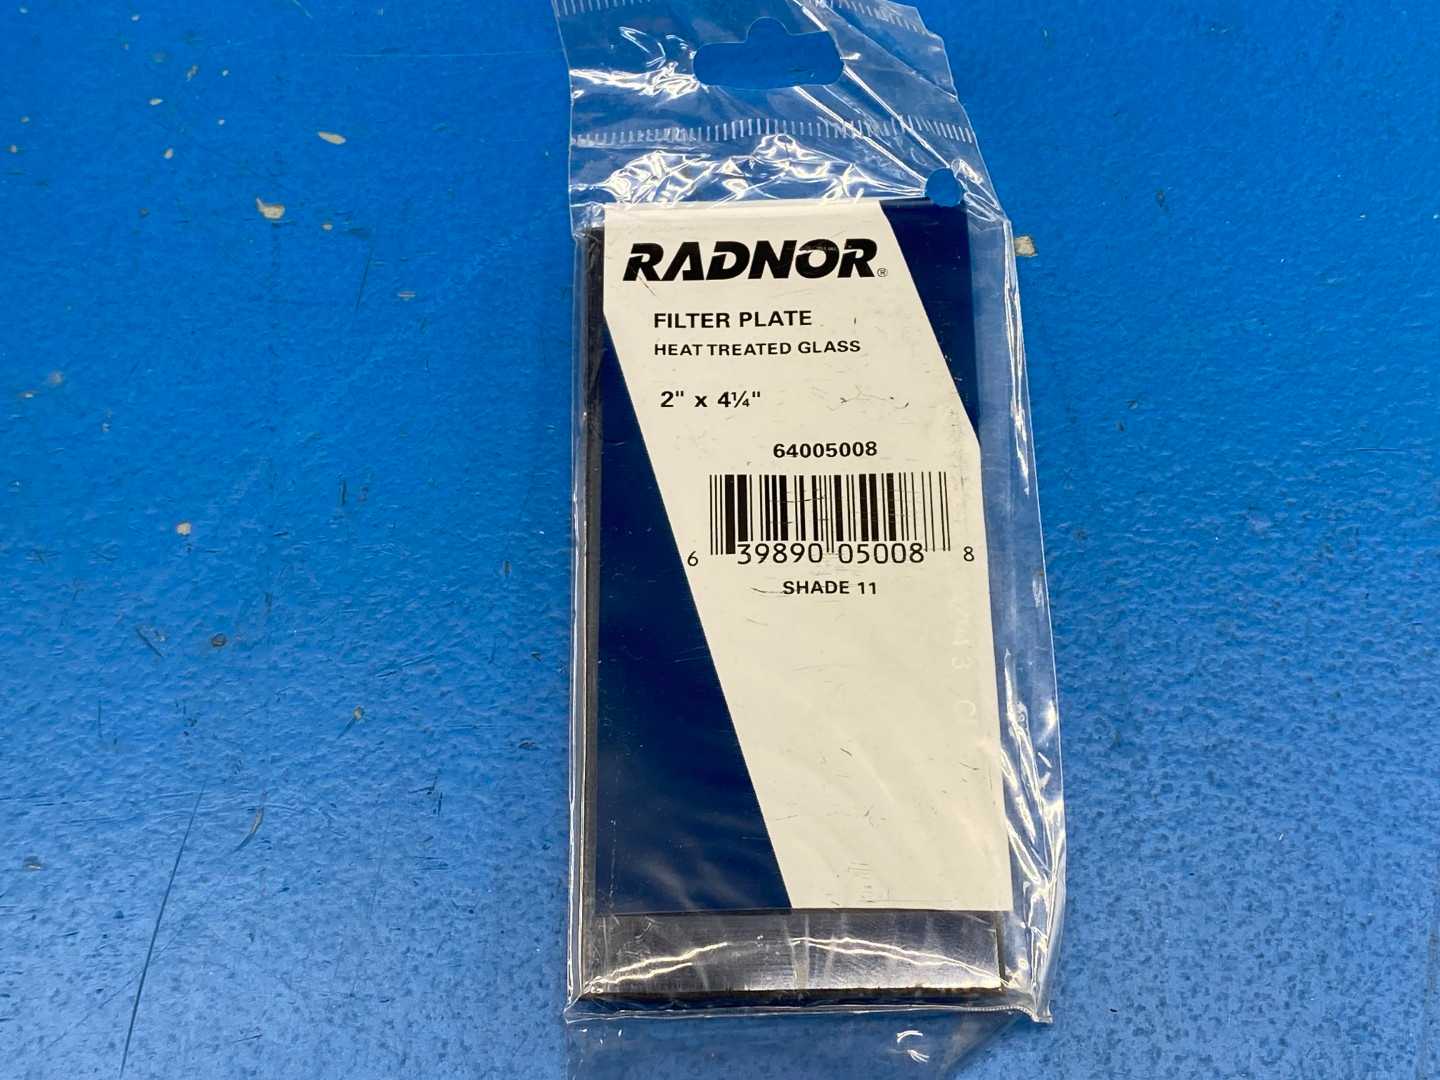 RADNOR®
FILTER PLATE
HEAT TREATED GLASS
2" x 4¼"
64005008
6 39890 05008 8
SHADE 11